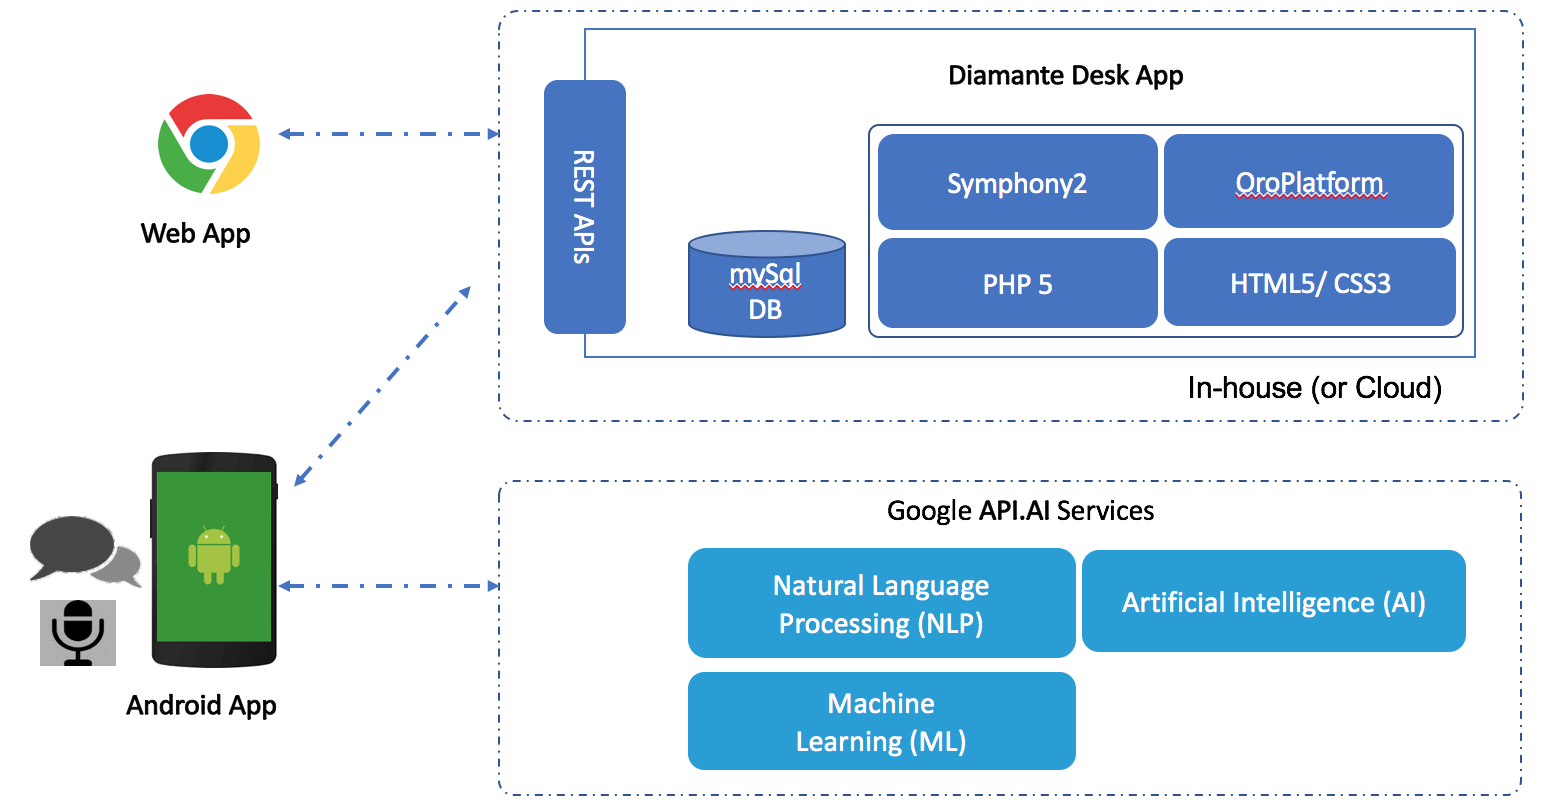 Diamante Desk App
REST APIs
Symphony2
OroPlatform
Web App
mySql
DB
PHP 5
HTML5/ CSS3
In-house (or Cloud)
Google API.AI Services
Natural Language
Processing (NLP)
Artificial Intelligence (AI)
Android App
Machine
Learning (ML)